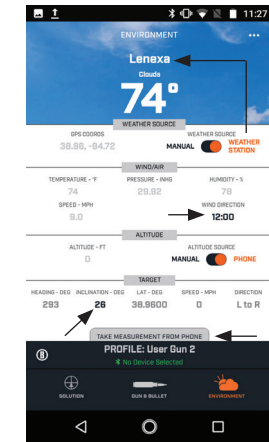 11:27
ENVIRONMENT
Lenexa
Clouds
74°
WEATHER SOURCE
GPS COORDS
WEATHER SOURCE
38.98, -94.72
MANUAL
WEATHER STATION
WIND/AIR
TEMPERATURE - °F
PRESSURE - INHG
HUMIDITY - %
74
29.92
78
SPEED - MPH
WIND DIRECTION
9.0
12:00
ALTITUDE
ALTITUDE - FT
ALTITUDE SOURCE
0
MANUAL
PHONE
TARGET
HEADING - DEG INCLINATION - DEG LAT - DEG SPEED - MPH DIRECTION
293 26 38.9800 0 L to R
TAKE MEASUREMENT FROM PHONE
PROFILE: User Gun 2
No Device Selected
SOLUTION GUN & BULLET ENVIRONMENT